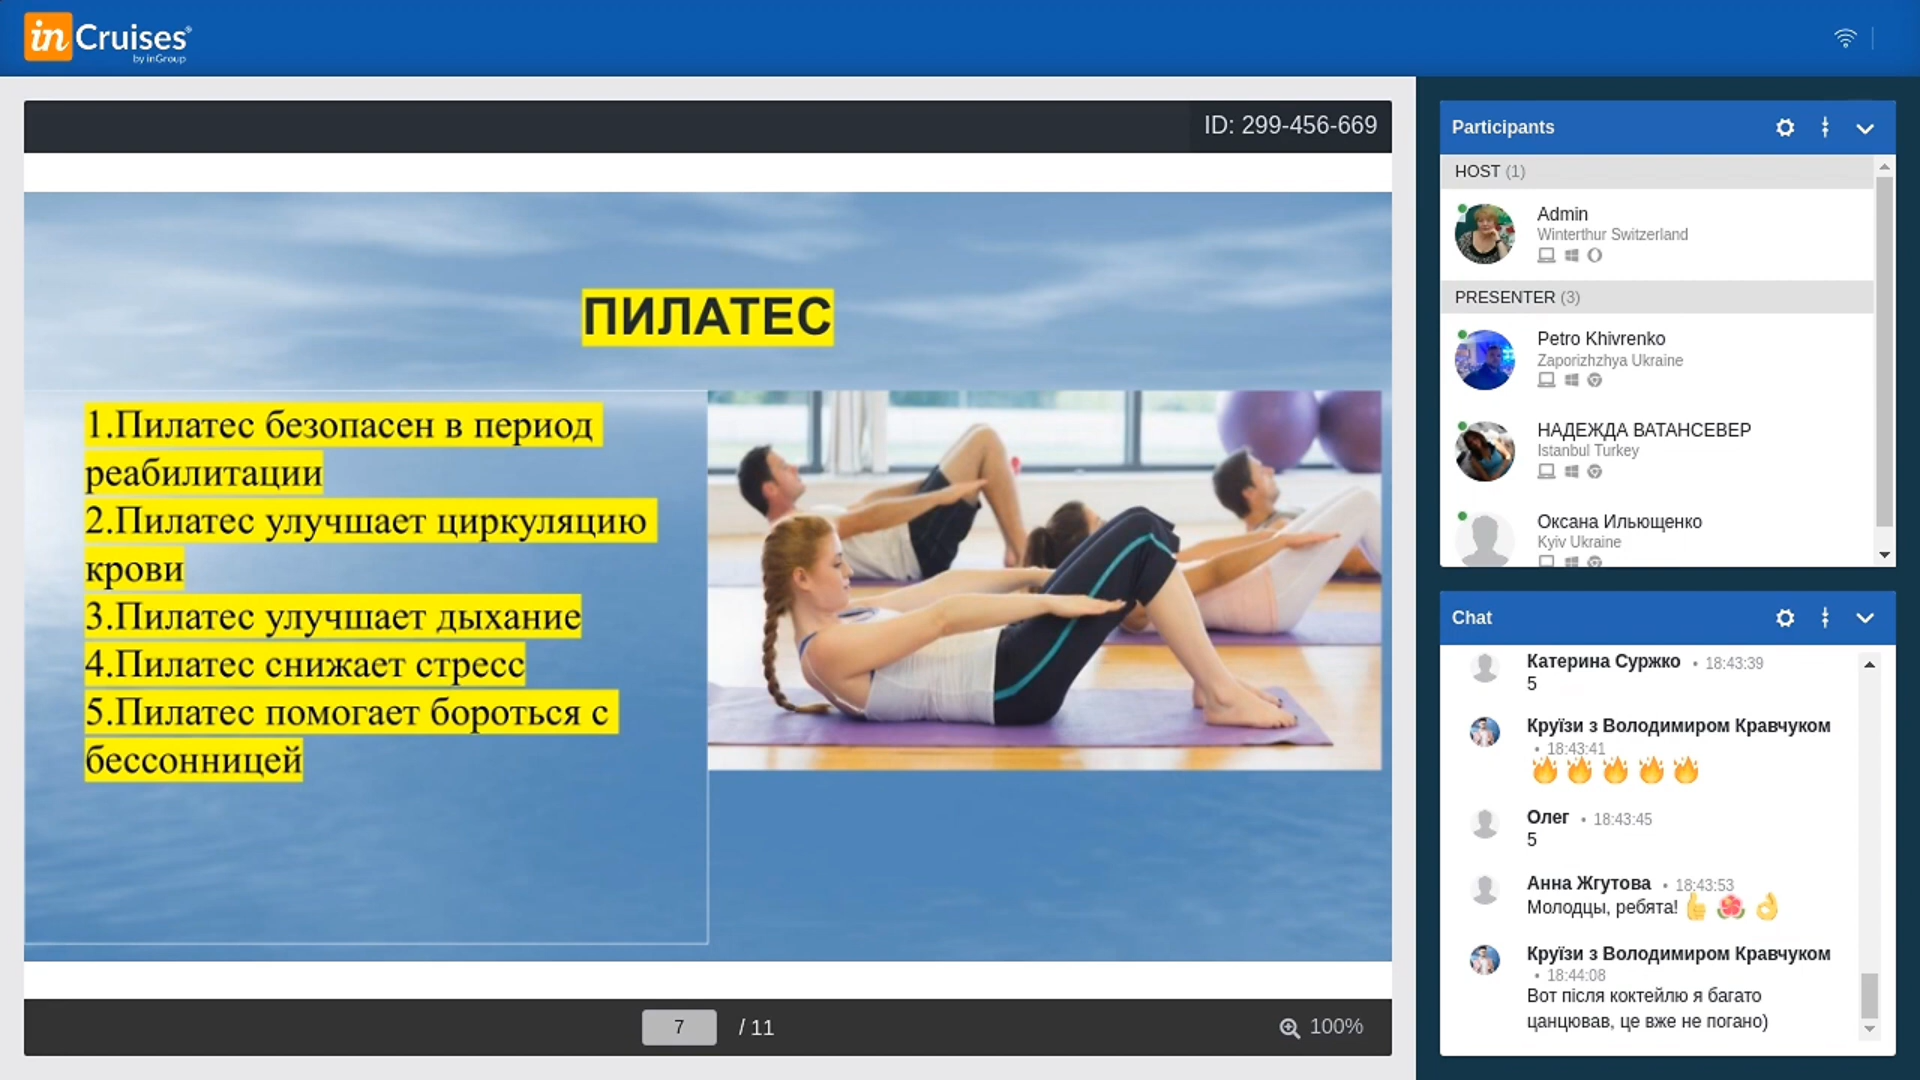 in Cruises®
by inGroup
ID: 299-456-669
ПИЛАТЕС
1.Пилатес безопасен в период
реабилитации
2.Пилатес улучшает циркуляцию
крови
3.Пилатес улучшает дыхание
4.Пилатес снижает стресс
5.Пилатес помогает бороться с
бессонницей
7 / 11
100%
Participants
HOST (1)
Admin
Winterthur Switzerland
PRESENTER (3)
Petro Khivrenko
Zaporizhzhya Ukraine
НАДЕЖДА ВАТАНСЕВЕР
Istanbul Turkey
Оксана Ильющенко
Kyiv Ukraine
Chat
Катерина Суржко • 18:43:39
5
Круїзи з Володимиром Кравчуком
• 18:43:41
🔥 🔥 🔥 🔥 🔥
Олег • 18:43:45
5
Анна Жгутова • 18:43:53
Молодцы, ребята! 👍 🌺 👌
Круїзи з Володимиром Кравчуком
• 18:44:08
Вот після коктейлю я багато
цанцював, це вже не погано)